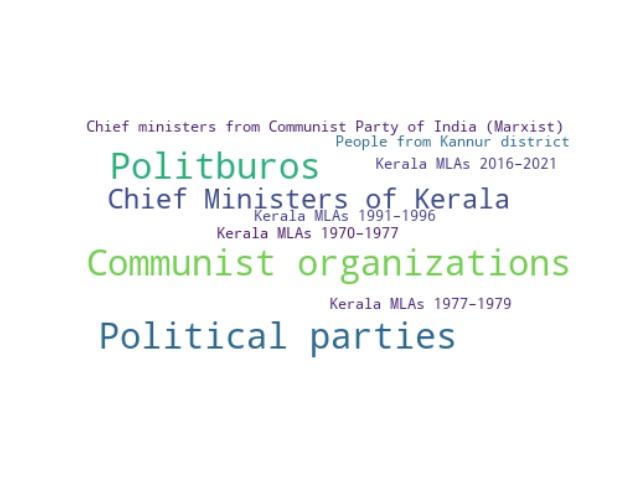 Chief ministers from Communist Party of India (Marxist)
People from Kannur district
Politburos
Kerala MLAs 2016–2021
Chief Ministers of Kerala
Kerala MLAs 1991–1996
Kerala MLAs 1970–1977
Communist organizations
Kerala MLAs 1977–1979
Political parties